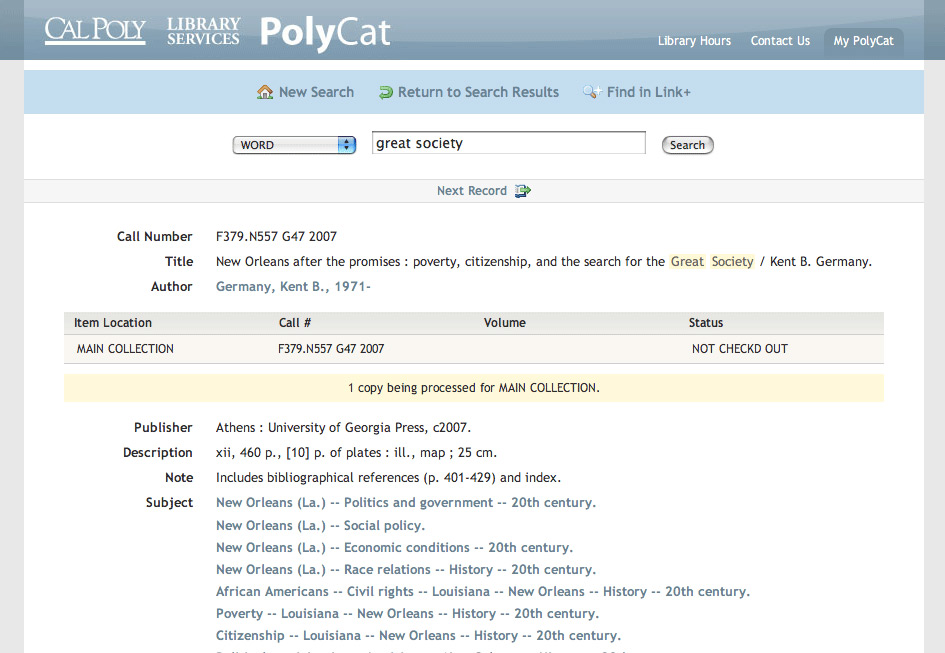 CAL POLY LIBRARY SERVICES PolyCat
Library Hours Contact Us My PolyCat
New Search Return to Search Results Find in Link+
WORD great society Search
Next Record
Call Number F379.N557 G47 2007
Title New Orleans after the promises : poverty, citizenship, and the search for the Great Society / Kent B. Germany.
Author Germany, Kent B., 1971-
Item Location Call # Volume Status
MAIN COLLECTION F379.N557 G47 2007 NOT CHECKD OUT
1 copy being processed for MAIN COLLECTION.
Publisher Athens : University of Georgia Press, c2007.
Description xii, 460 p., [10] p. of plates : ill., map ; 25 cm.
Note Includes bibliographical references (p. 401-429) and index.
Subject New Orleans (La.) -- Politics and government -- 20th century.
New Orleans (La.) -- Social policy.
New Orleans (La.) -- Economic conditions -- 20th century.
New Orleans (La.) -- Race relations -- History -- 20th century.
African Americans -- Civil rights -- Louisiana -- New Orleans -- History -- 20th century.
Poverty -- Louisiana -- New Orleans -- History -- 20th century.
Citizenship -- Louisiana -- New Orleans -- History -- 20th century.